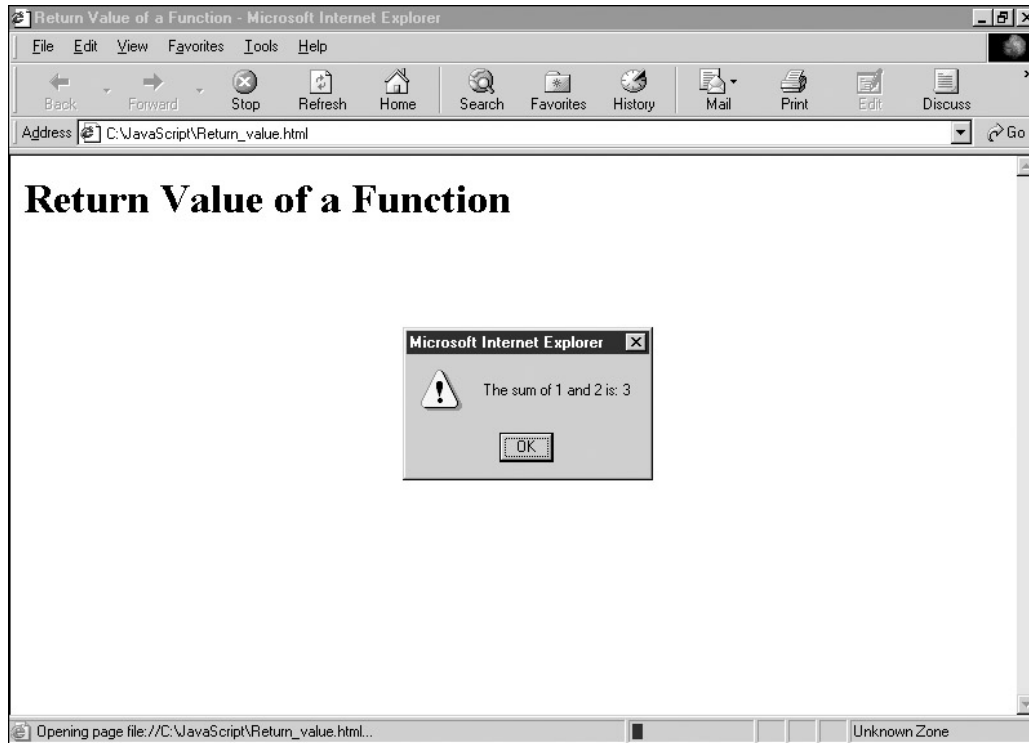 Return Value of a Function - Microsoft Internet Explorer
File Edit View Favorites Tools Help
Back Forward Stop Refresh Home Search Favorites History Mail Print Edit Discuss
Address C:\JavaScript\Return_value.html Go
Return Value of a Function
Microsoft Internet Explorer
The sum of 1 and 2 is: 3
OK
Opening page file://C:\JavaScript\Return_value.html... Unknown Zone